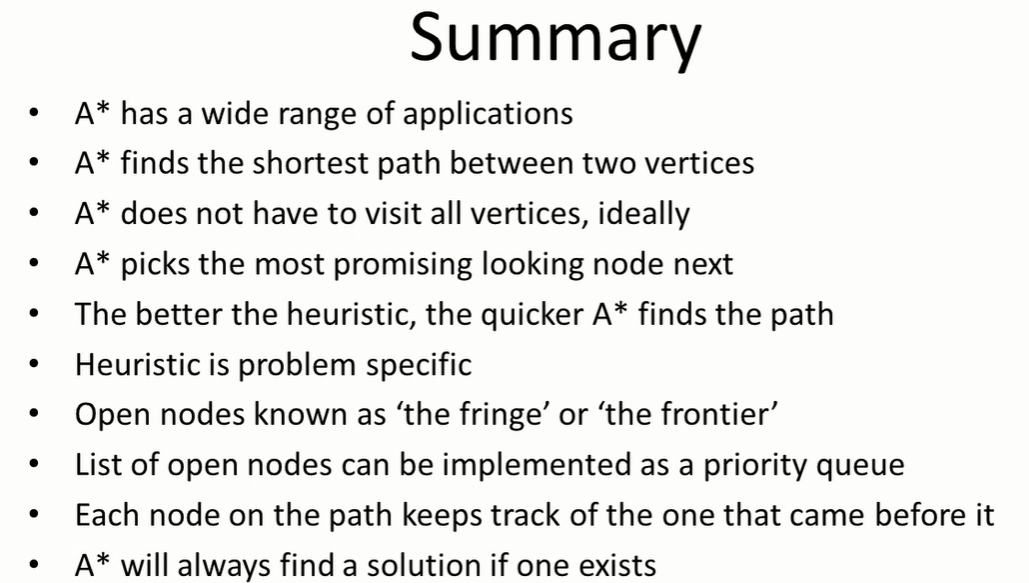 Summary
• A* has a wide range of applications
• A* finds the shortest path between two vertices
• A* does not have to visit all vertices, ideally
• A* picks the most promising looking node next
• The better the heuristic, the quicker A* finds the path
• Heuristic is problem specific
• Open nodes known as ‘the fringe’ or ‘the frontier’
• List of open nodes can be implemented as a priority queue
• Each node on the path keeps track of the one that came before it
• A* will always find a solution if one exists